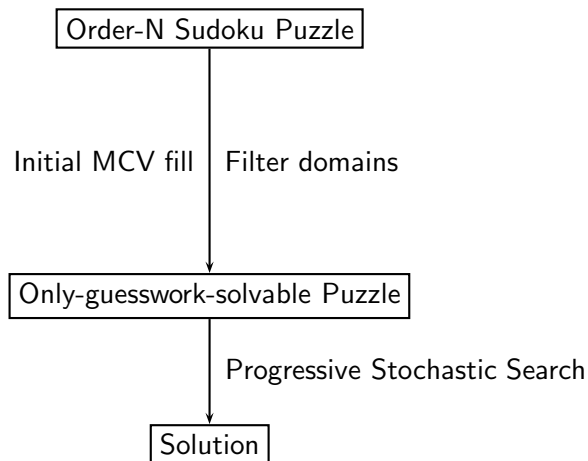 Order-N Sudoku Puzzle
Initial MCV fill
Filter domains
Only-guesswork-solvable Puzzle
Progressive Stochastic Search
Solution